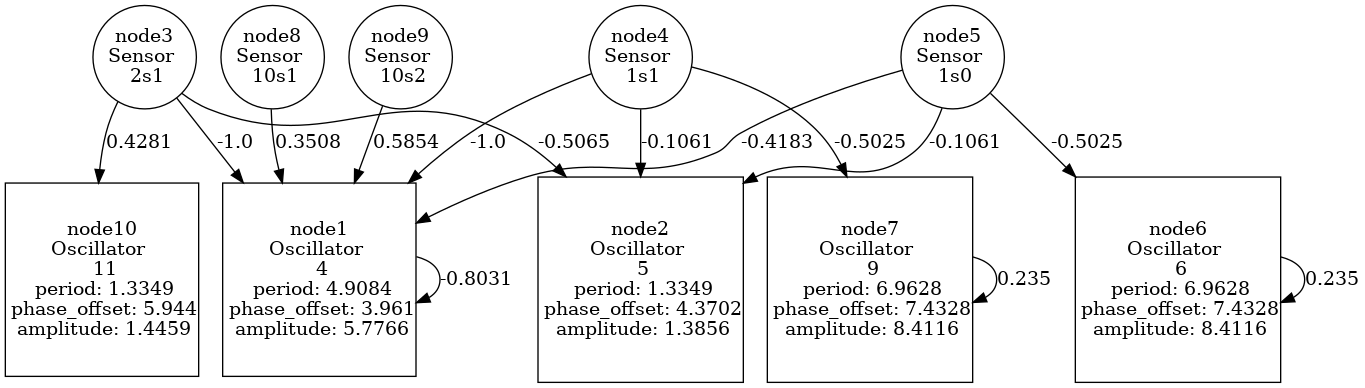 node3
Sensor
2s1
node8
Sensor
10s1
node9
Sensor
10s2
node4
Sensor
1s1
node5
Sensor
1s0
0.4281
-1.0
0.3508
0.5854
-1.0
-0.5065
-0.1061
-0.4183
-0.5025
-0.1061
-0.5025
node10
Oscillator
11
period: 1.3349
phase_offset: 5.944
amplitude: 1.4459
node1
Oscillator
4
period: 4.9084
phase_offset: 3.961
amplitude: 5.7766
-0.8031
node2
Oscillator
5
period: 1.3349
phase_offset: 4.3702
amplitude: 1.3856
node7
Oscillator
9
period: 6.9628
phase_offset: 7.4328
amplitude: 8.4116
0.235
node6
Oscillator
6
period: 6.9628
phase_offset: 7.4328
amplitude: 8.4116
0.235